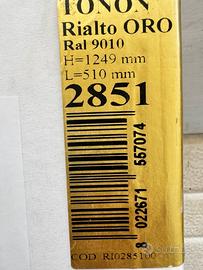 TONON
Rialto ORO
Ral 9010
H=1249 mm
L=510 mm
2851
8 022671 557074
COD RI0285100